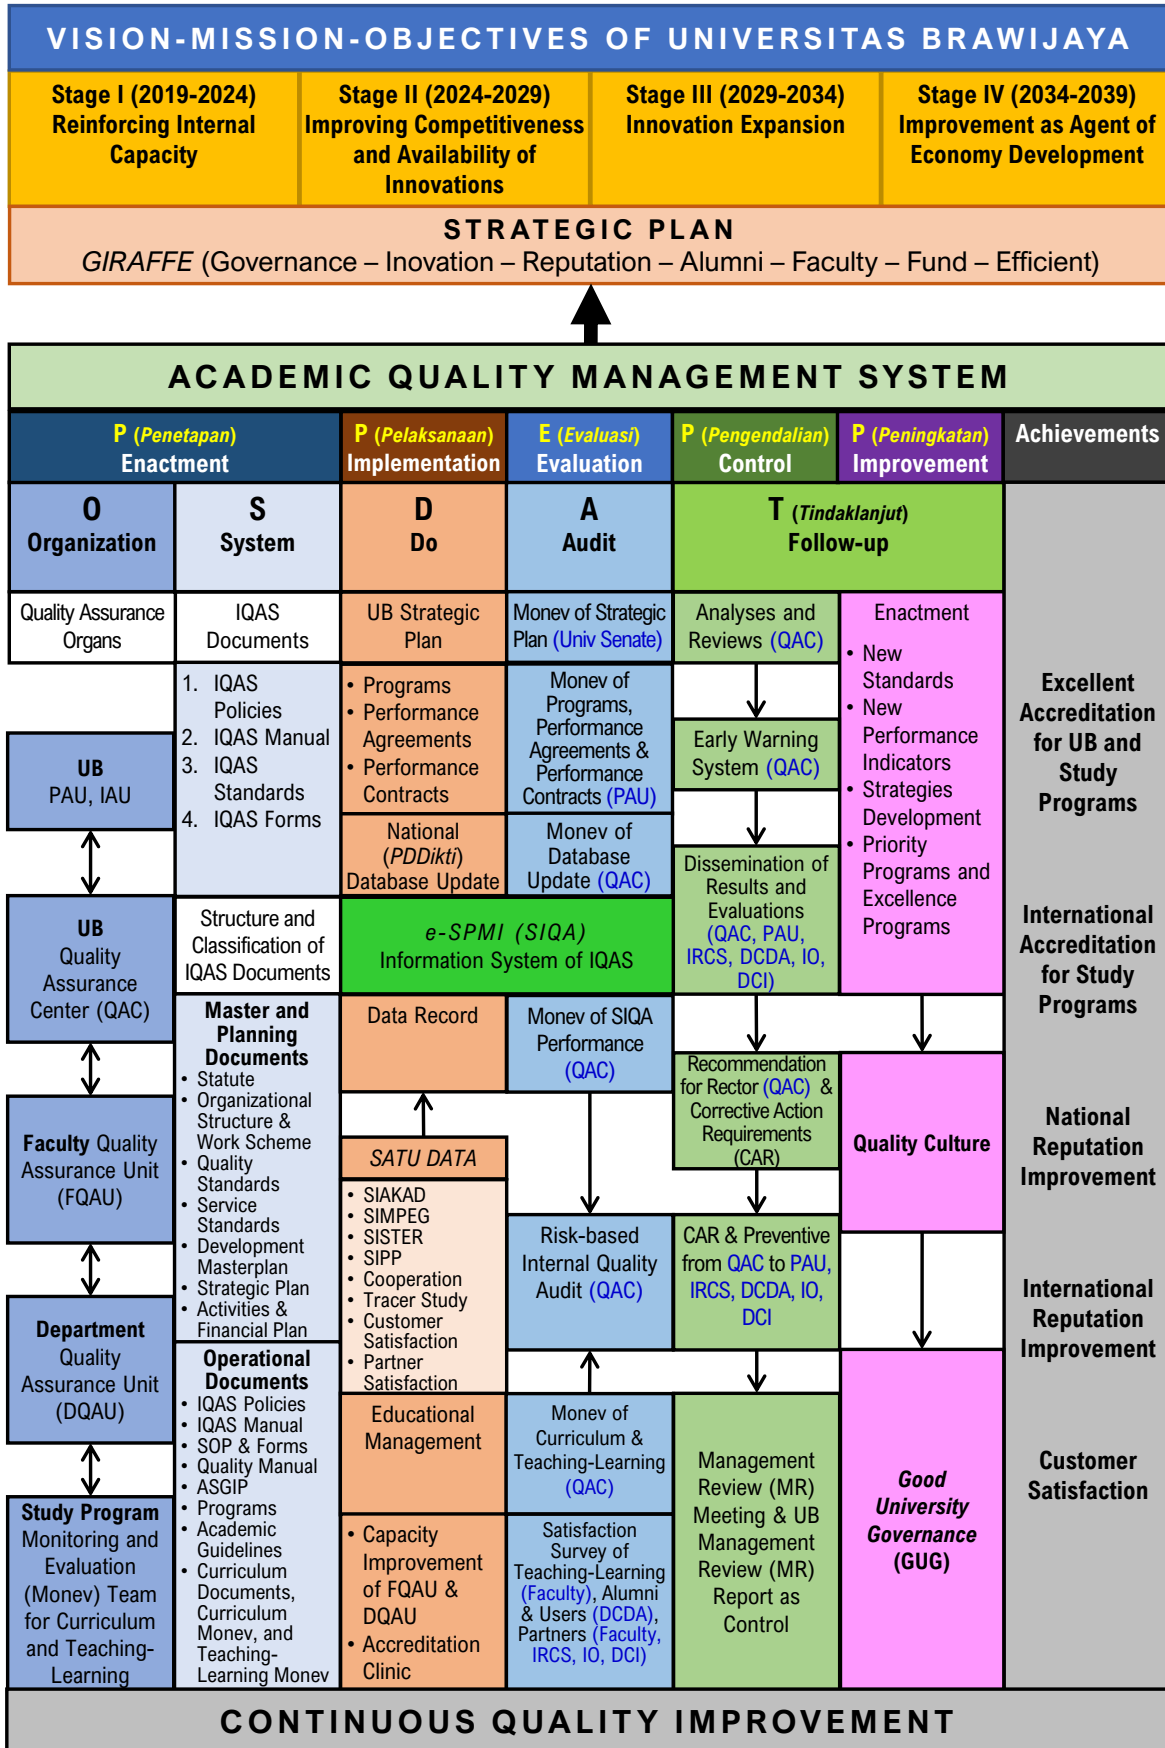 VISION-MISSION-OBJECTIVES OF UNIVERSITAS BRAWIJAYA
Stage I (2019-2024)
Reinforcing Internal
Capacity
Stage II (2024-2029)
Improving Competitiveness
and Availability of
Innovations
Stage III (2029-2034)
Innovation Expansion
Stage IV (2034-2039)
Improvement as Agent of
Economy Development
STRATEGIC PLAN
GIRAFFE (Governance – Inovation – Reputation – Alumni – Faculty – Fund – Efficient)
ACADEMIC QUALITY MANAGEMENT SYSTEM
P (Penetapan)
Enactment
P (Pelaksanaan)
Implementation
E (Evaluasi)
Evaluation
P (Pengendalian)
Control
P (Peningkatan)
Improvement
Achievements
O
Organization
S
System
D
Do
A
Audit
T (Tindaklanjut)
Follow-up
Quality Assurance
Organs
UB
PAU, IAU
UB
Quality
Assurance
Center (QAC)
Faculty Quality
Assurance Unit
(FQAU)
Department
Quality
Assurance Unit
(DQAU)
Study Program
Monitoring and
Evaluation
(Monev) Team
for Curriculum
and Teaching-
Learning
IQAS
Documents
1. IQAS
Policies
2. IQAS Manual
3. IQAS
Standards
4. IQAS Forms
Structure and
Classification of
IQAS Documents
Master and
Planning
Documents
• Statute
• Organizational
Structure &
Work Scheme
• Quality
Standards
• Service
Standards
• Development
Masterplan
• Strategic Plan
• Activities &
Financial Plan
Operational
Documents
• IQAS Policies
• IQAS Manual
• SOP & Forms
• Quality Manual
• ASGIP
• Programs
• Academic
Guidelines
• Curriculum
Documents,
Curriculum
Monev, and
Teaching-
Learning Monev
UB Strategic
Plan
• Programs
• Performance
Agreements
• Performance
Contracts
National
(PDDikti)
Database Update
e-SPMI (SIQA)
Information System of IQAS
Data Record
SATU DATA
• SIAKAD
• SIMPEG
• SISTER
• SIPP
• Cooperation
• Tracer Study
• Customer
Satisfaction
• Partner
Satisfaction
Educational
Management
• Capacity
Improvement
of FQAU &
DQAU
• Accreditation
Clinic
Monev of Strategic
Plan (Univ Senate)
Monev of
Programs,
Performance
Agreements &
Performance
Contracts (PAU)
Monev of
Database
Update (QAC)
Monev of SIQA
Performance
(QAC)
Risk-based
Internal Quality
Audit (QAC)
Monev of
Curriculum &
Teaching-Learning
(QAC)
Satisfaction
Survey of
Teaching-Learning
(Faculty), Alumni
& Users (DCDA),
Partners (Faculty,
IRCS, IO, DCI)
Analyses and
Reviews (QAC)
Early Warning
System (QAC)
Dissemination of
Results and
Evaluations
(QAC, PAU,
IRCS, DCDA, IO,
DCI)
Recommendation
for Rector (QAC) &
Corrective Action
Requirements
(CAR)
CAR & Preventive
from QAC to PAU,
IRCS, DCDA, IO,
DCI
Management
Review (MR)
Meeting & UB
Management
Review (MR)
Report as
Control
Enactment
• New
Standards
• New
Performance
Indicators
• Strategies
Development
• Priority
Programs and
Excellence
Programs
Quality Culture
Good
University
Governance
(GUG)
Excellent
Accreditation
for UB and
Study
Programs
International
Accreditation
for Study
Programs
National
Reputation
Improvement
International
Reputation
Improvement
Customer
Satisfaction
CONTINUOUS QUALITY IMPROVEMENT